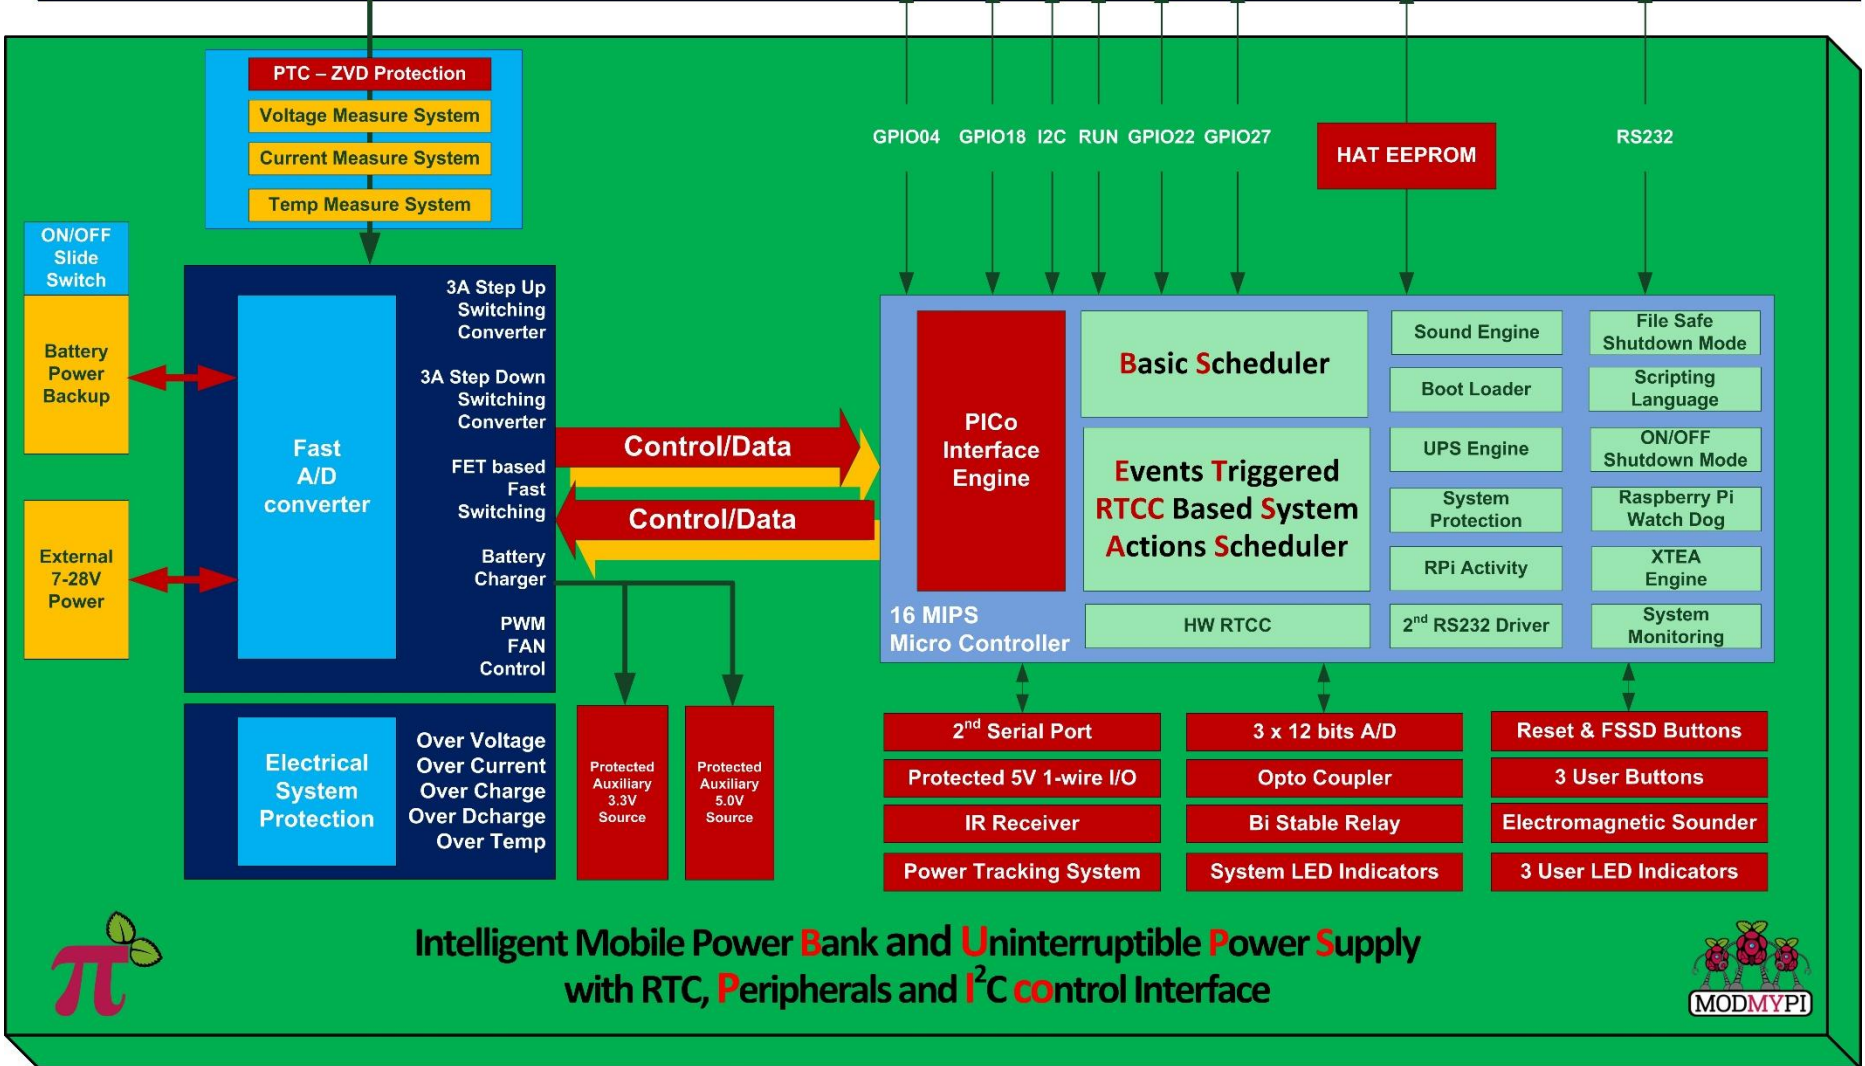 PTC – ZVD Protection
Voltage Measure System
Current Measure System
Temp Measure System
GPIO04
GPIO18
I2C
RUN
GPIO22
GPIO27
HAT EEPROM
RS232
ON/OFF
Slide
Switch
Battery
Power
Backup
External
7-28V
Power
Fast
A/D
converter
3A Step Up
Switching
Converter
3A Step Down
Switching
Converter
FET based
Fast
Switching
Battery
Charger
PWM
FAN
Control
Control/Data
Control/Data
PICo
Interface
Engine
16 MIPS
Micro Controller
Basic Scheduler
Events Triggered
RTCC Based System
Actions Scheduler
HW RTCC
Sound Engine
Boot Loader
UPS Engine
System
Protection
RPi Activity
2nd RS232 Driver
File Safe
Shutdown Mode
Scripting
Language
ON/OFF
Shutdown Mode
Raspberry Pi
Watch Dog
XTEA
Engine
System
Monitoring
Electrical
System
Protection
Over Voltage
Over Current
Over Charge
Over Dcharge
Over Temp
Protected
Auxiliary
3.3V
Source
Protected
Auxiliary
5.0V
Source
2nd Serial Port
Protected 5V 1-wire I/O
IR Receiver
Power Tracking System
3 x 12 bits A/D
Opto Coupler
Bi Stable Relay
System LED Indicators
Reset & FSSD Buttons
3 User Buttons
Electromagnetic Sounder
3 User LED Indicators
Intelligent Mobile Power Bank and Uninterruptible Power Supply
with RTC, Peripherals and I²C control Interface
π
MODMYPI